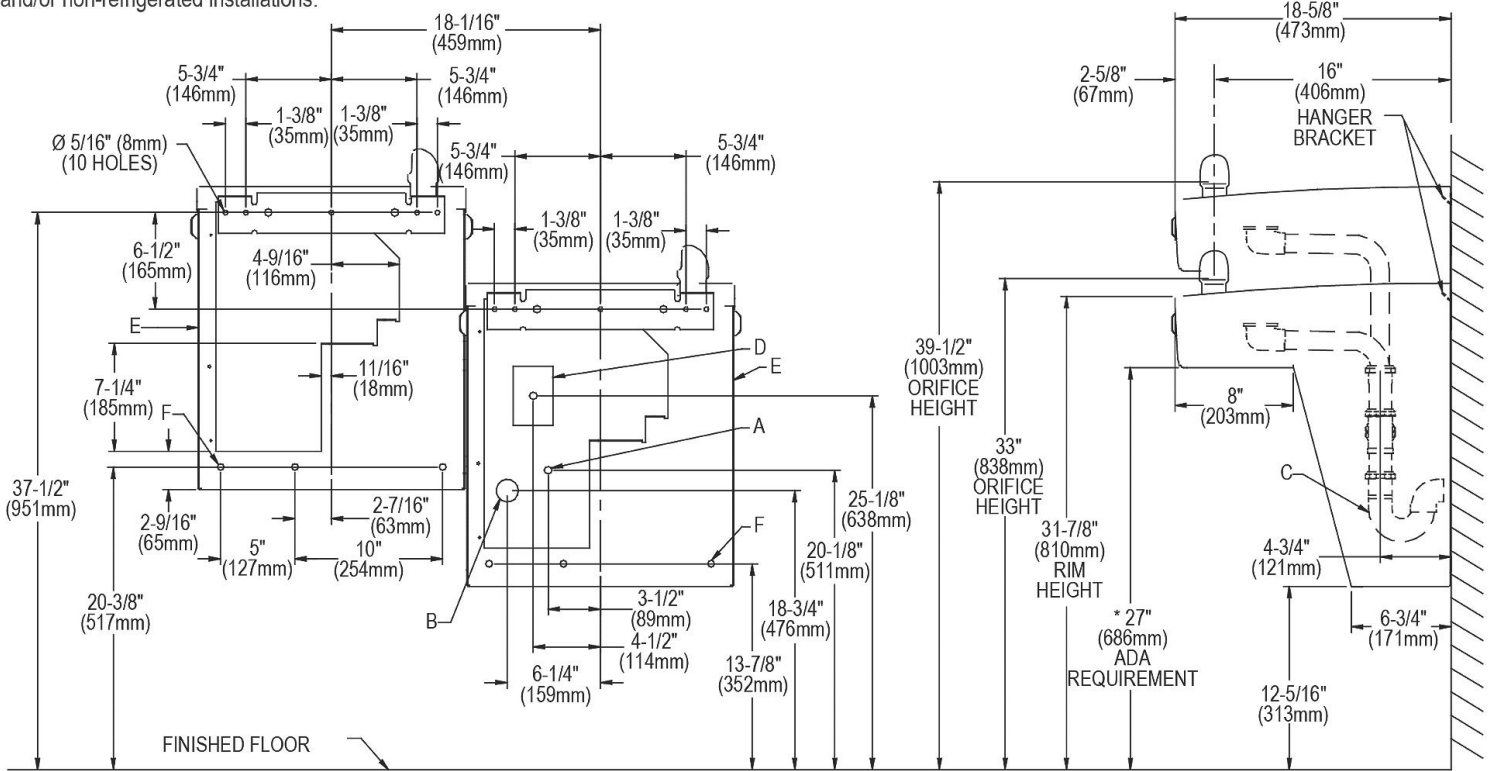 and/or non-refrigerated installations.
18-1/16"
(459mm)
5-3/4"
(146mm)
5-3/4"
(146mm)
1-3/8"
(35mm)
1-3/8"
(35mm)
Ø 5/16" (8mm)
(10 HOLES)
5-3/4"
(146mm)
5-3/4"
(146mm)
1-3/8"
(35mm)
1-3/8"
(35mm)
6-1/2"
(165mm)
4-9/16"
(116mm)
E
11/16"
(18mm)
7-1/4"
(185mm)
F
D
E
A
37-1/2"
(951mm)
2-9/16"
(65mm)
2-7/16"
(63mm)
5"
(127mm)
10"
(254mm)
20-3/8"
(517mm)
B
F
3-1/2"
(89mm)
4-1/2"
(114mm)
6-1/4"
(159mm)
25-1/8"
(638mm)
20-1/8"
(511mm)
18-3/4"
(476mm)
13-7/8"
(352mm)
FINISHED FLOOR
18-5/8"
(473mm)
2-5/8"
(67mm)
16"
(406mm)
HANGER
BRACKET
39-1/2"
(1003mm)
ORIFICE
HEIGHT
8"
(203mm)
33"
(838mm)
ORIFICE
HEIGHT
C
31-7/8"
(810mm)
RIM
HEIGHT
4-3/4"
(121mm)
* 27"
(686mm)
ADA
REQUIREMENT
6-3/4"
(171mm)
12-5/16"
(313mm)